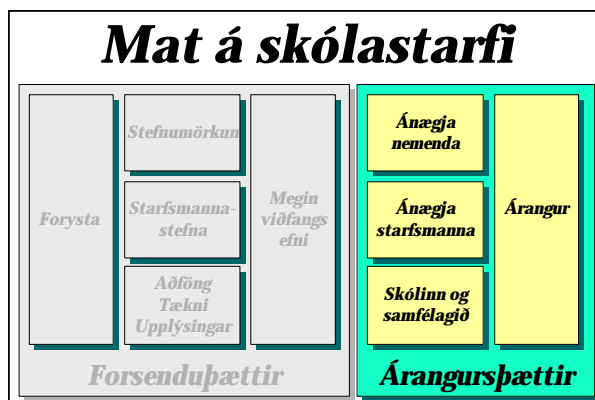 Mat á skólastarfi
Forysta
Stefnumörkun
Starfsmanna-
stefna
Aðföng
Tækni
Upplýsingar
Megin
viðfangs
efni
Forsenduþættir
Ánægja
nemenda
Ánægja
starfsmanna
Skólinn og
samfélagið
Árangur
Árangursþættir